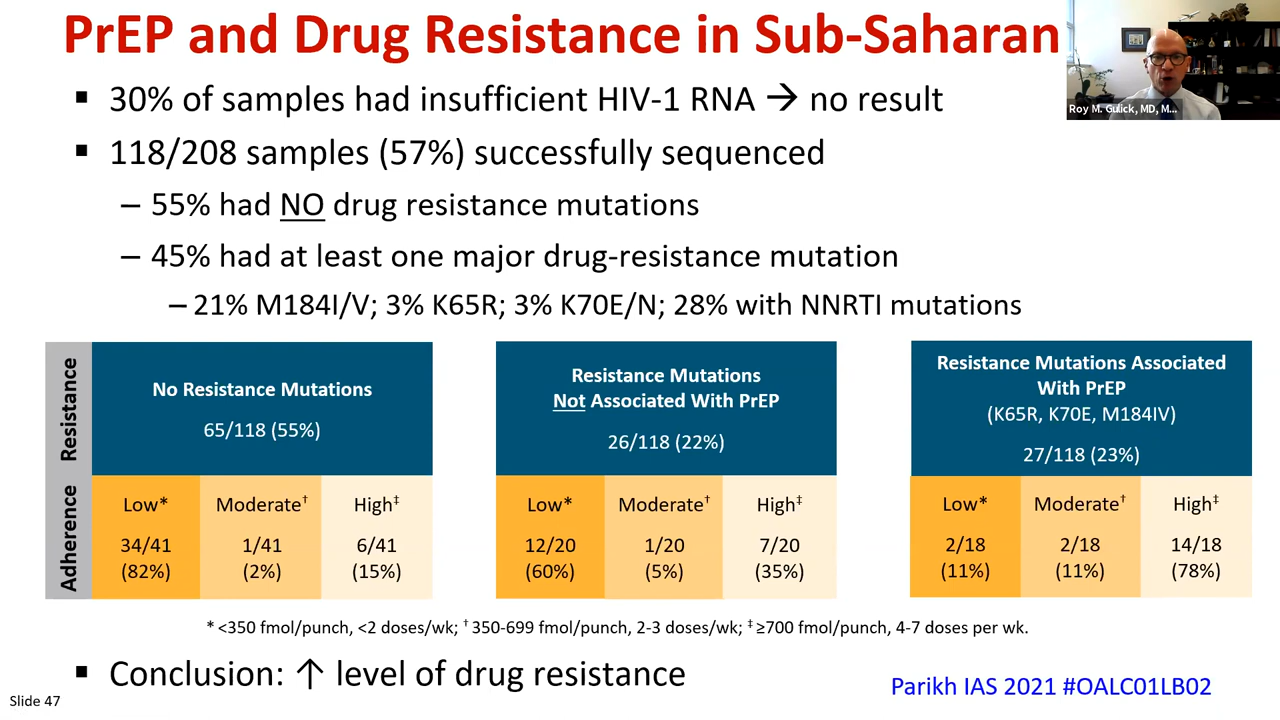 PrEP and Drug Resistance in Sub-Saharan
Roy M. Gulick, MD, M...
▪ 30% of samples had insufficient HIV-1 RNA → no result
▪ 118/208 samples (57%) successfully sequenced
– 55% had NO drug resistance mutations
– 45% had at least one major drug-resistance mutation
– 21% M184I/V; 3% K65R; 3% K70E/N; 28% with NNRTI mutations
Resistance
No Resistance Mutations
65/118 (55%)
Resistance Mutations
Not Associated With PrEP
26/118 (22%)
Resistance Mutations Associated
With PrEP
(K65R, K70E, M184IV)
27/118 (23%)
Adherence
Low*
34/41
(82%)
Moderate†
1/41
(2%)
High‡
6/41
(15%)
Low*
12/20
(60%)
Moderate†
1/20
(5%)
High‡
7/20
(35%)
Low*
2/18
(11%)
Moderate†
2/18
(11%)
High‡
14/18
(78%)
* <350 fmol/punch, <2 doses/wk; † 350-699 fmol/punch, 2-3 doses/wk; ‡ ≥700 fmol/punch, 4-7 doses per wk.
▪ Conclusion: ↑ level of drug resistance
Parikh IAS 2021 #OALC01LB02
Slide 47